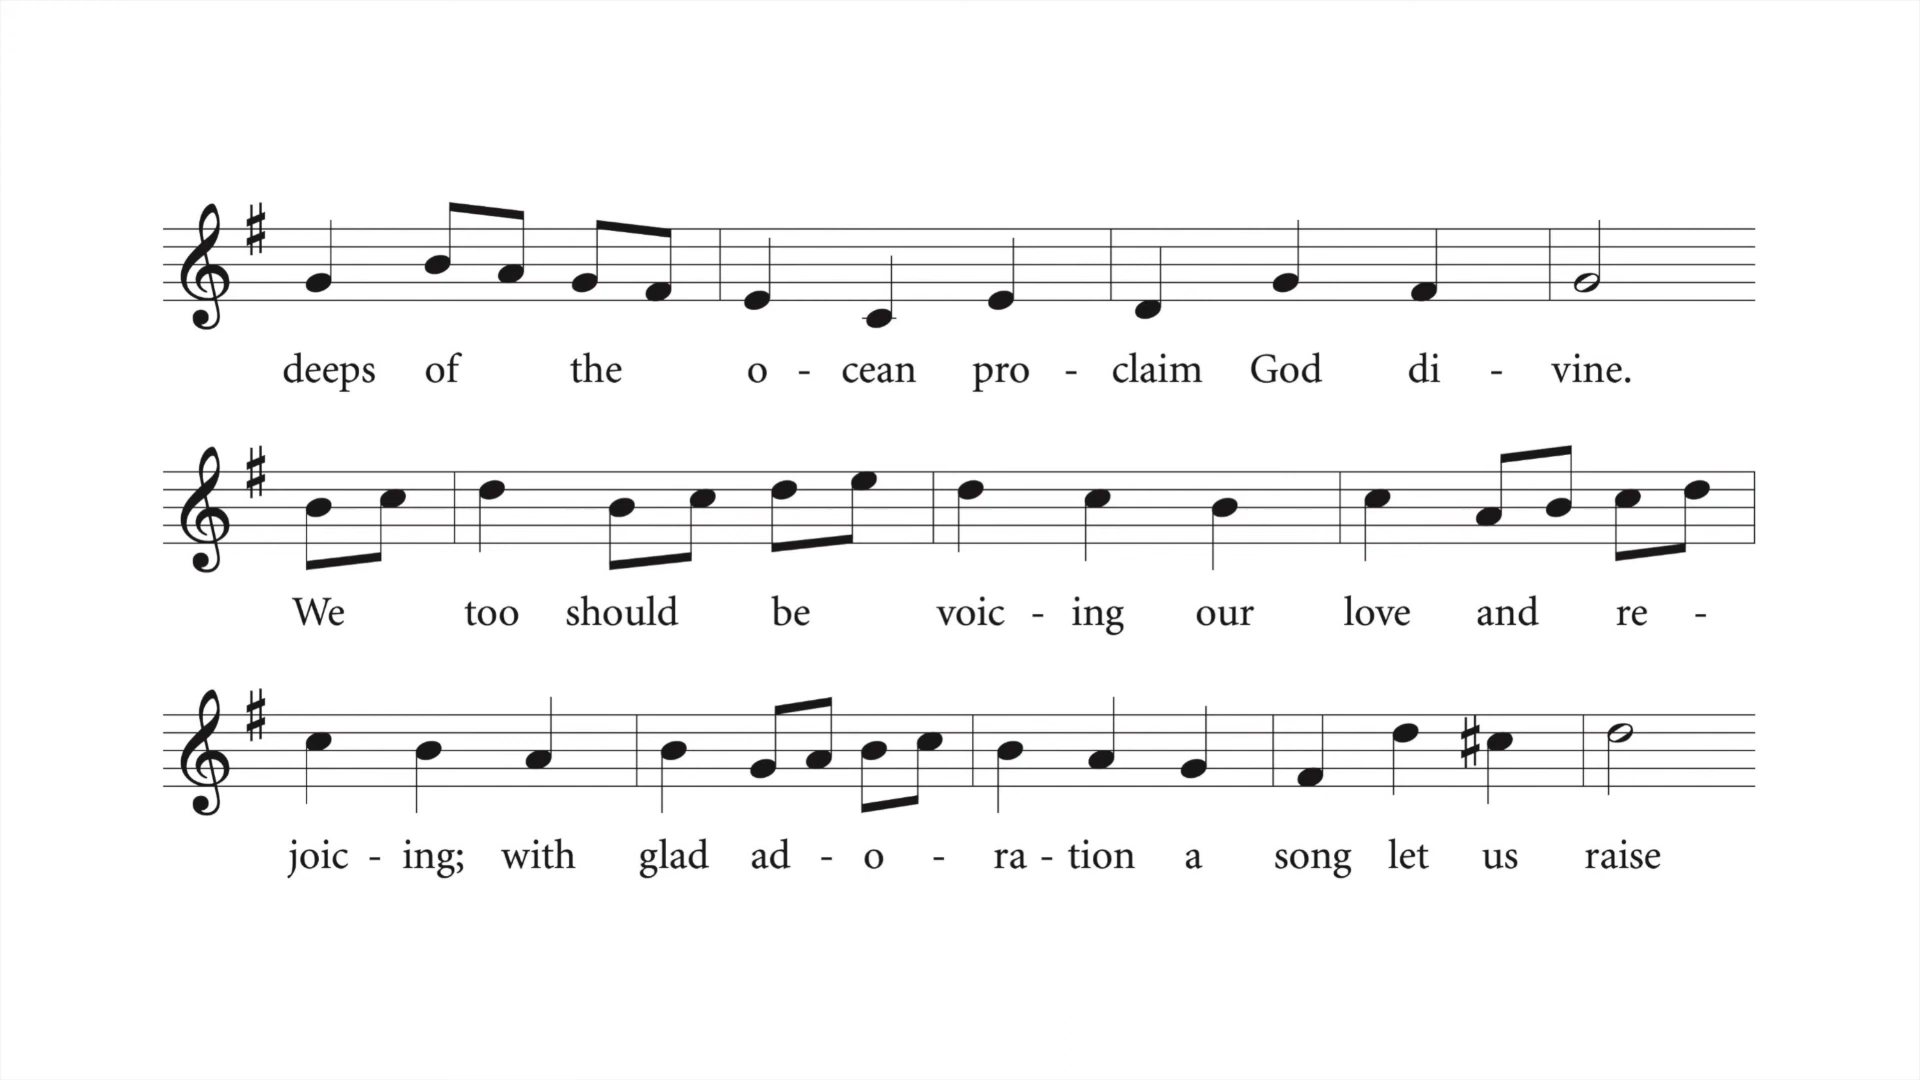 deeps of the o - cean pro - claim God di - vine.
We too should be voic - ing our love and re -
joic - ing; with glad ad - o - ra - tion a song let us raise